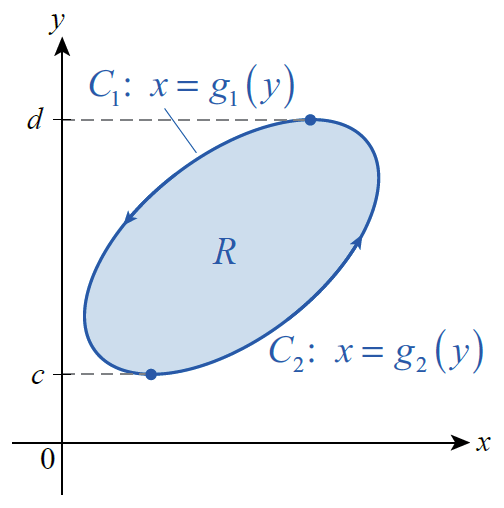 y
C₁: x = g₁(y)
d
R
C₂: x = g₂(y)
c
x
0